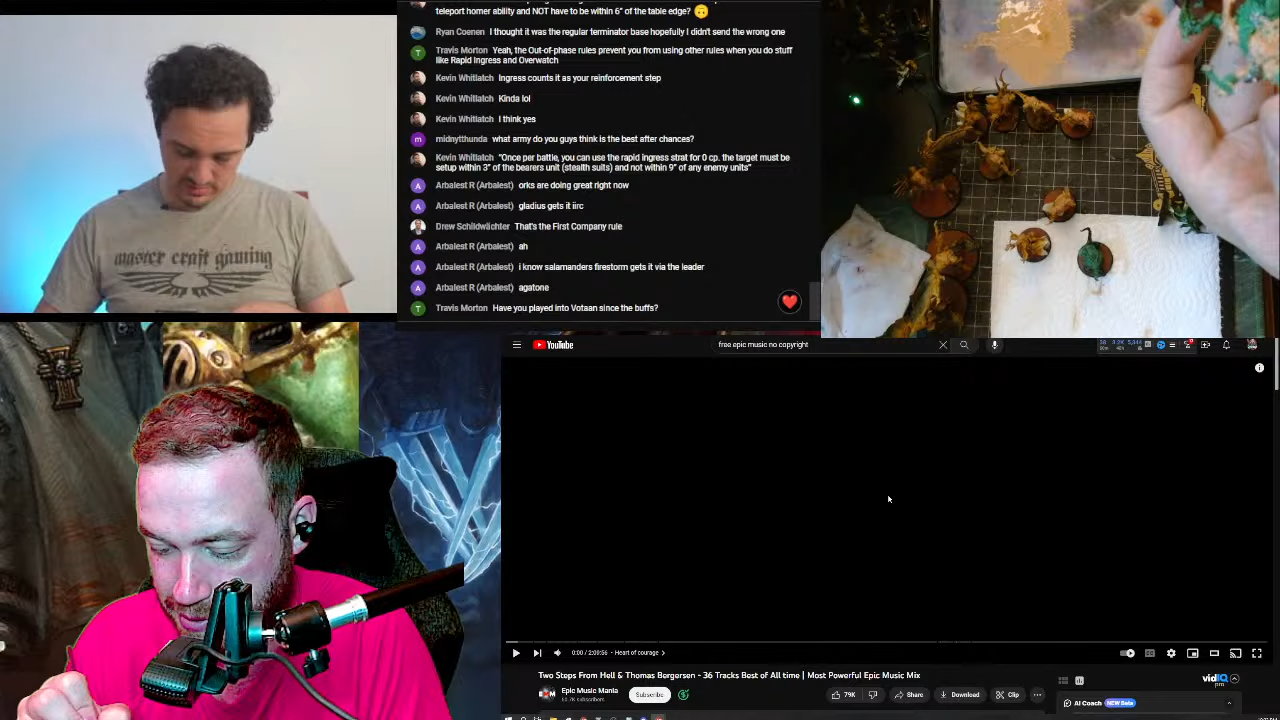 teleport homer ability and NOT have to be within 6" of the table edge? 🙃
Ryan Coenen I thought it was the regular terminator base hopefully I didn't send the wrong one
T Travis Morton Yeah, the Out-of-phase rules prevent you from using other rules when you do stuff
like Rapid Ingress and Overwatch
Kevin Whitlatch Ingress counts it as your reinforcement step
Kevin Whitlatch Kinda lol
Kevin Whitlatch I think yes
m midnytthunda what army do you guys think is the best after chances?
Kevin Whitlatch "Once per battle, you can use the rapid ingress strat for 0 cp. the target must be
setup within 3" of the bearers unit (stealth suits) and not within 9" of any enemy units"
A Arbalest R (Arbalest) orks are doing great right now
A Arbalest R (Arbalest) gladius gets it iirc
Drew Schildwächter That's the First Company rule
A Arbalest R (Arbalest) ah
A Arbalest R (Arbalest) i know salamanders firestorm gets it via the leader
A Arbalest R (Arbalest) agatone
T Travis Morton Have you played into Votaan since the buffs?
master craft gaming
YouTube
free epic music no copyright
0:00 / 2:09:56 • Heart of courage
Two Steps From Hell & Thomas Bergersen - 36 Tracks Best of All time | Most Powerful Epic Music Mix
Epic Music Mania
Subscribe
79K
Share
Download
Clip
vidIQ
pro
AI Coach NEW Beta